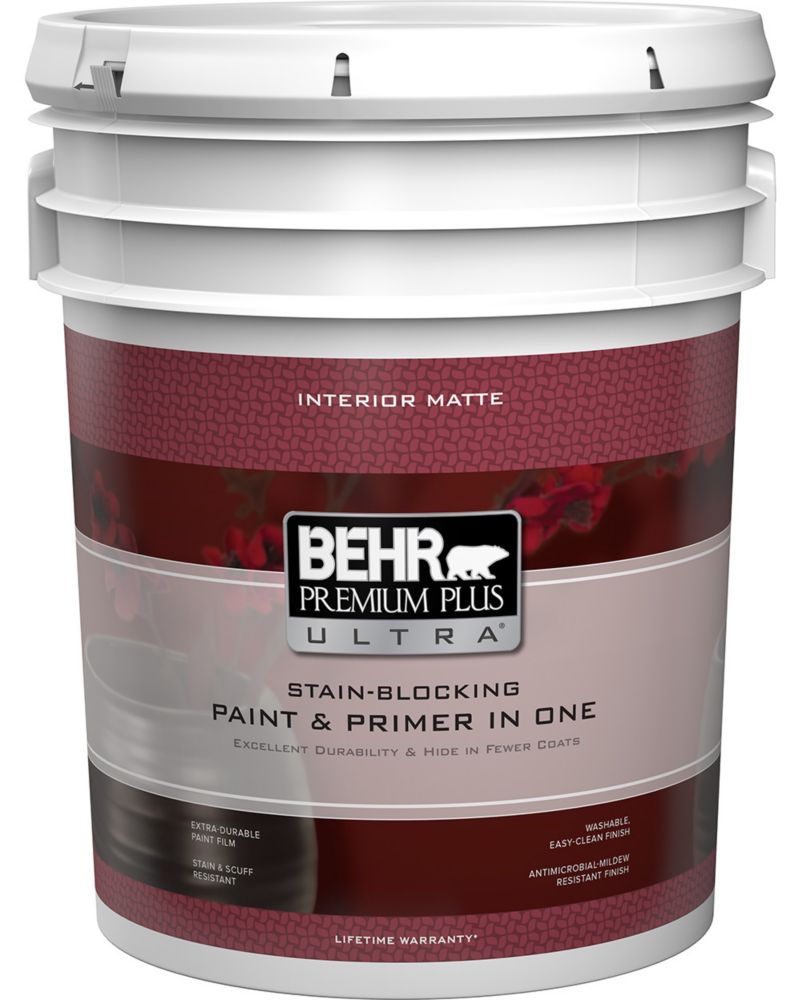 INTERIOR MATTE
BEHR
PREMIUM PLUS
ULTRA®
STAIN-BLOCKING
PAINT & PRIMER IN ONE
EXCELLENT DURABILITY & HIDE IN FEWER COATS
EXTRA-DURABLE
PAINT FILM
STAIN & SCUFF
RESISTANT
WASHABLE,
EASY-CLEAN FINISH
ANTIMICROBIAL-MILDEW
RESISTANT FINISH
LIFETIME WARRANTY*